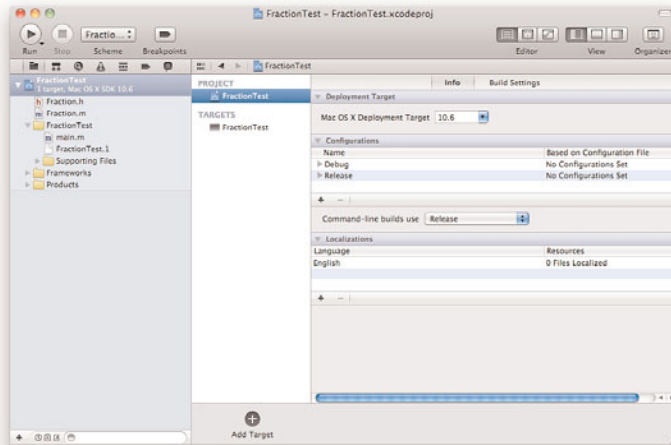 FractionTest – FractionTest.xcodeproj
Fractio...
Run Stop Scheme Breakpoints Editor View Organizer
FractionTest
FractionTest
1 target, Mac OS X SDK 10.6
Fraction.h
Fraction.m
FractionTest
main.m
FractionTest.1
Supporting Files
Frameworks
Products
PROJECT
FractionTest
TARGETS
FractionTest
Add Target
Info Build Settings
Deployment Target
Mac OS X Deployment Target 10.6
Configurations
Name Based on Configuration File
Debug No Configurations Set
Release No Configurations Set
Command-line builds use Release
Localizations
Language Resources
English 0 Files Localized